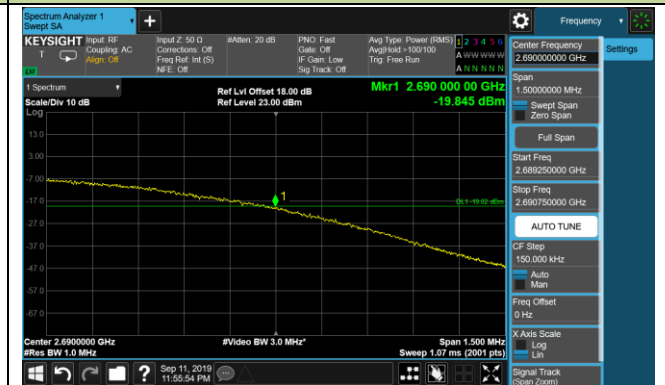 Spectrum Analyzer 1
Swept SA
Frequency
KEYSIGHT
T
LW
Input: RF
Coupling: AC
Align: Off
Input Z: 50 Ω
Corrections: Off
Freq Ref: Int (S)
NFE: Off
#Atten: 20 dB
PNO: Fast
Gate: Off
IF Gain: Low
Sig Track: Off
Avg Type: Power (RMS)
Avg|Hold:>100/100
Trig: Free Run
1 2 3 4 5 6
A W W W W W
A N N N N N
1 Spectrum
Scale/Div 10 dB
Log
Ref Lvl Offset 18.00 dB
Ref Level 23.00 dBm
Mkr1 2.690 000 00 GHz
-19.845 dBm
13.0
3.00
-7.00
1
-17.0
DL1 -19.02 dBm
-27.0
-37.0
-47.0
-57.0
-67.0
Center 2.6900000 GHz
#Res BW 1.0 MHz
#Video BW 3.0 MHz*
Span 1.500 MHz
Sweep 1.07 ms (2001 pts)
Center Frequency
2.690000000 GHz
Settings
Span
1.50000000 MHz
Swept Span
Zero Span
Full Span
Start Freq
2.689250000 GHz
Stop Freq
2.690750000 GHz
AUTO TUNE
CF Step
150.000 kHz
Auto
Man
Freq Offset
0 Hz
X Axis Scale
Log
Lin
Signal Track
(Span Zoom)
?
Sep 11, 2019
11:55:54 PM